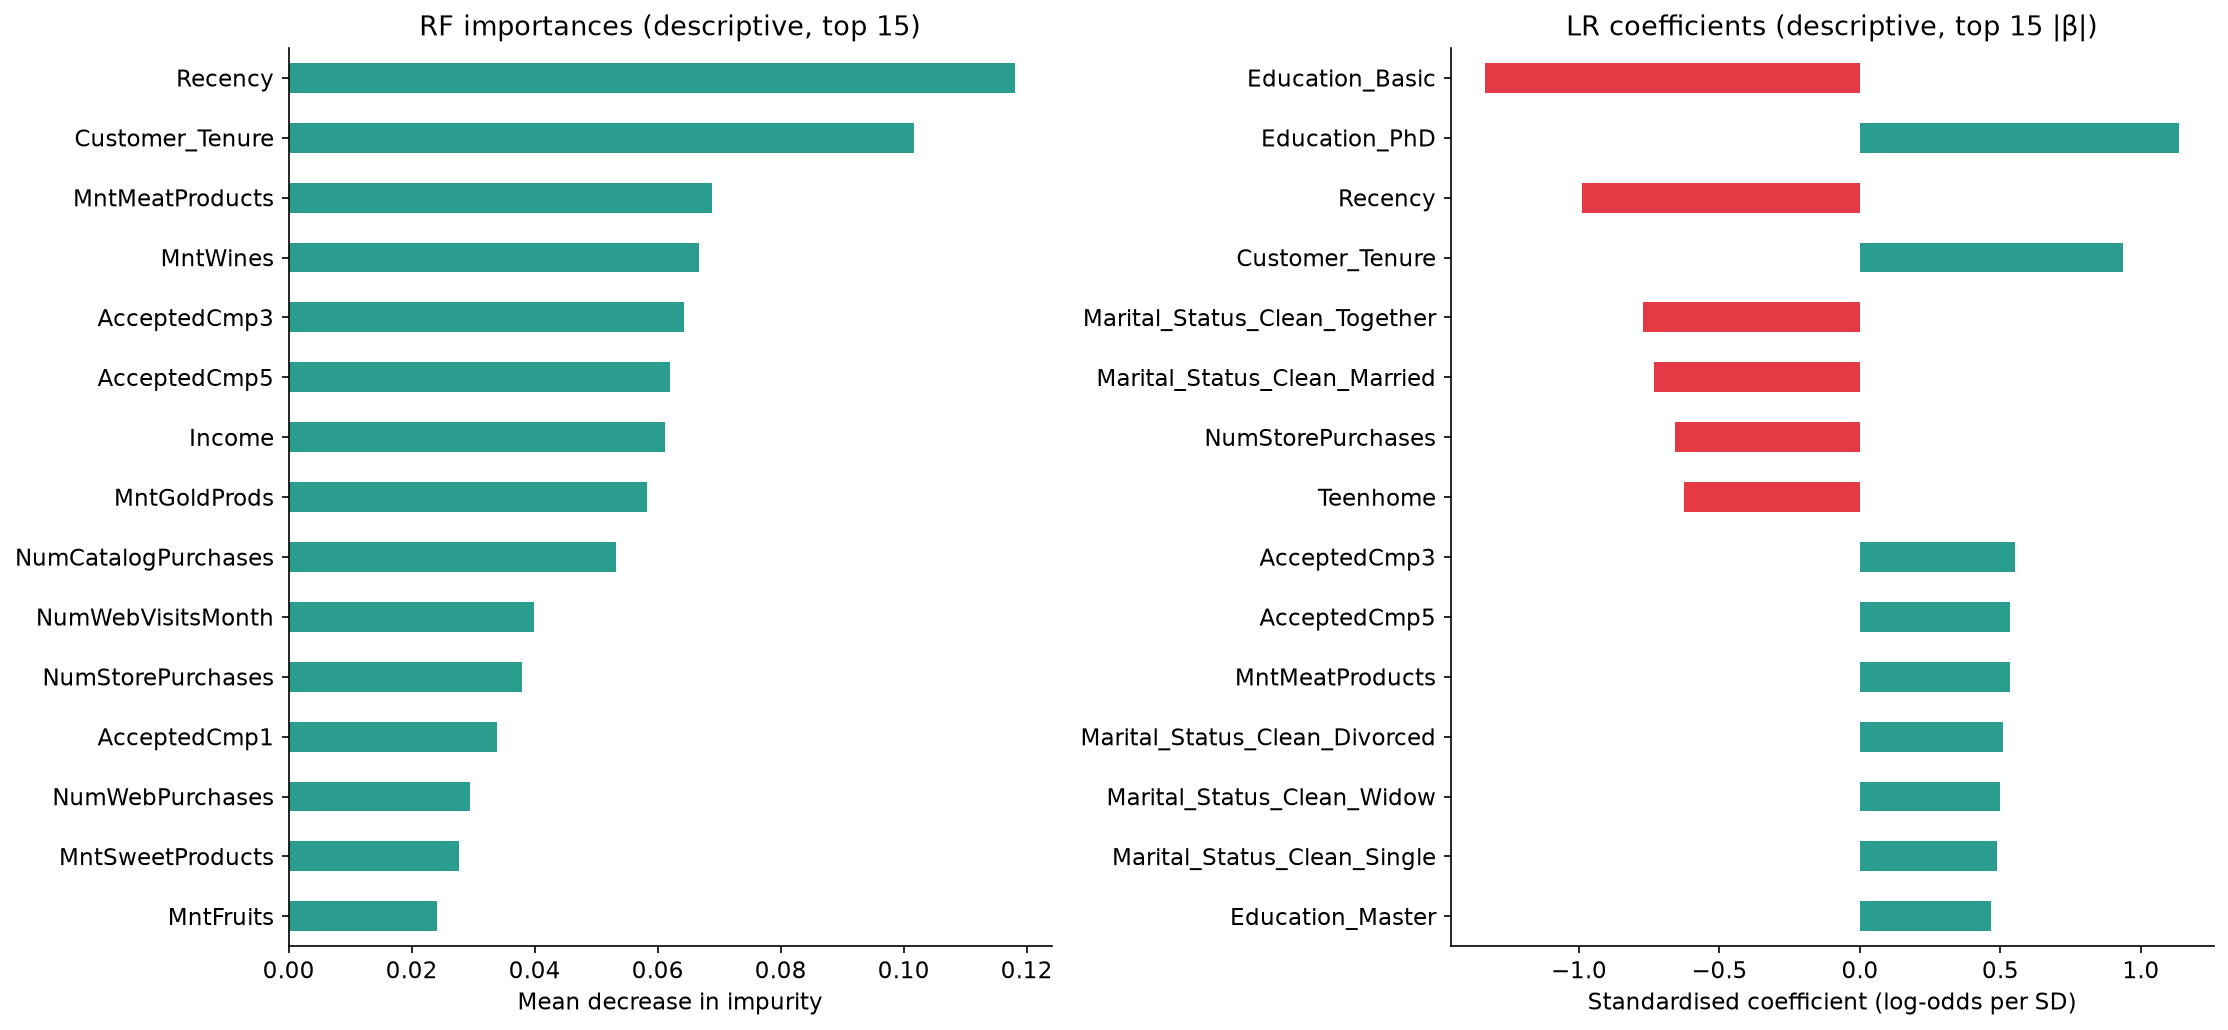 RF importances (descriptive, top 15)
Recency
Customer_Tenure
MntMeatProducts
MntWines
AcceptedCmp3
AcceptedCmp5
Income
MntGoldProds
NumCatalogPurchases
NumWebVisitsMonth
NumStorePurchases
AcceptedCmp1
NumWebPurchases
MntSweetProducts
MntFruits
0.00 0.02 0.04 0.06 0.08 0.10 0.12
Mean decrease in impurity
LR coefficients (descriptive, top 15 |β|)
Education_Basic
Education_PhD
Recency
Customer_Tenure
Marital_Status_Clean_Together
Marital_Status_Clean_Married
NumStorePurchases
Teenhome
AcceptedCmp3
AcceptedCmp5
MntMeatProducts
Marital_Status_Clean_Divorced
Marital_Status_Clean_Widow
Marital_Status_Clean_Single
Education_Master
−1.0 −0.5 0.0 0.5 1.0
Standardised coefficient (log-odds per SD)